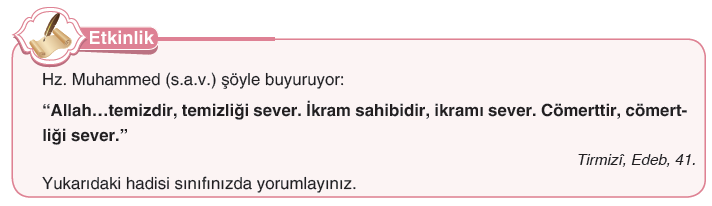 Etkinlik
Hz. Muhammed (s.a.v.) şöyle buyuruyor:
“Allah…temizdir, temizliği sever. İkram sahibidir, ikramı sever. Cömerttir, cömert-
liği sever.”
Tirmizî, Edeb, 41.
Yukarıdaki hadisi sınıfınızda yorumlayınız.